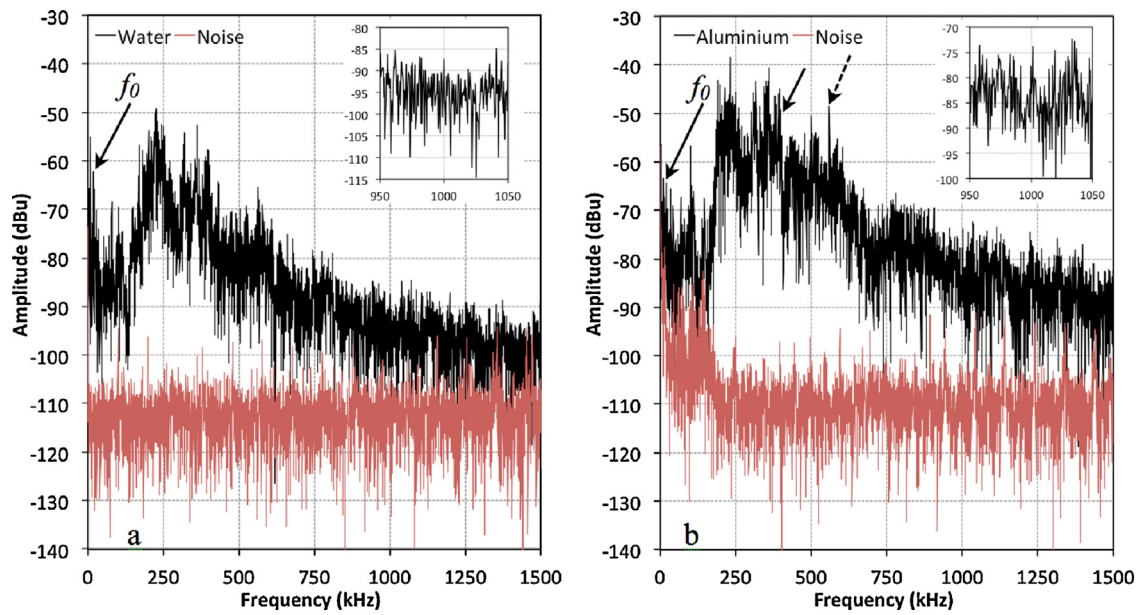 -30
-40
-50
-60
-70
-80
-90
-100
-110
-120
-130
-140
Amplitude (dBu)
Water Noise
f0
-80
-85
-90
-95
-100
-105
-110
-115
950 1000 1050
a
0 250 500 750 1000 1250 1500
Frequency (kHz)
-30
-40
-50
-60
-70
-80
-90
-100
-110
-120
-130
-140
Amplitude (dBu)
Aluminium Noise
f0
-70
-75
-80
-85
-90
-95
-100
950 1000 1050
b
0 250 500 750 1000 1250 1500
Frequency (kHz)